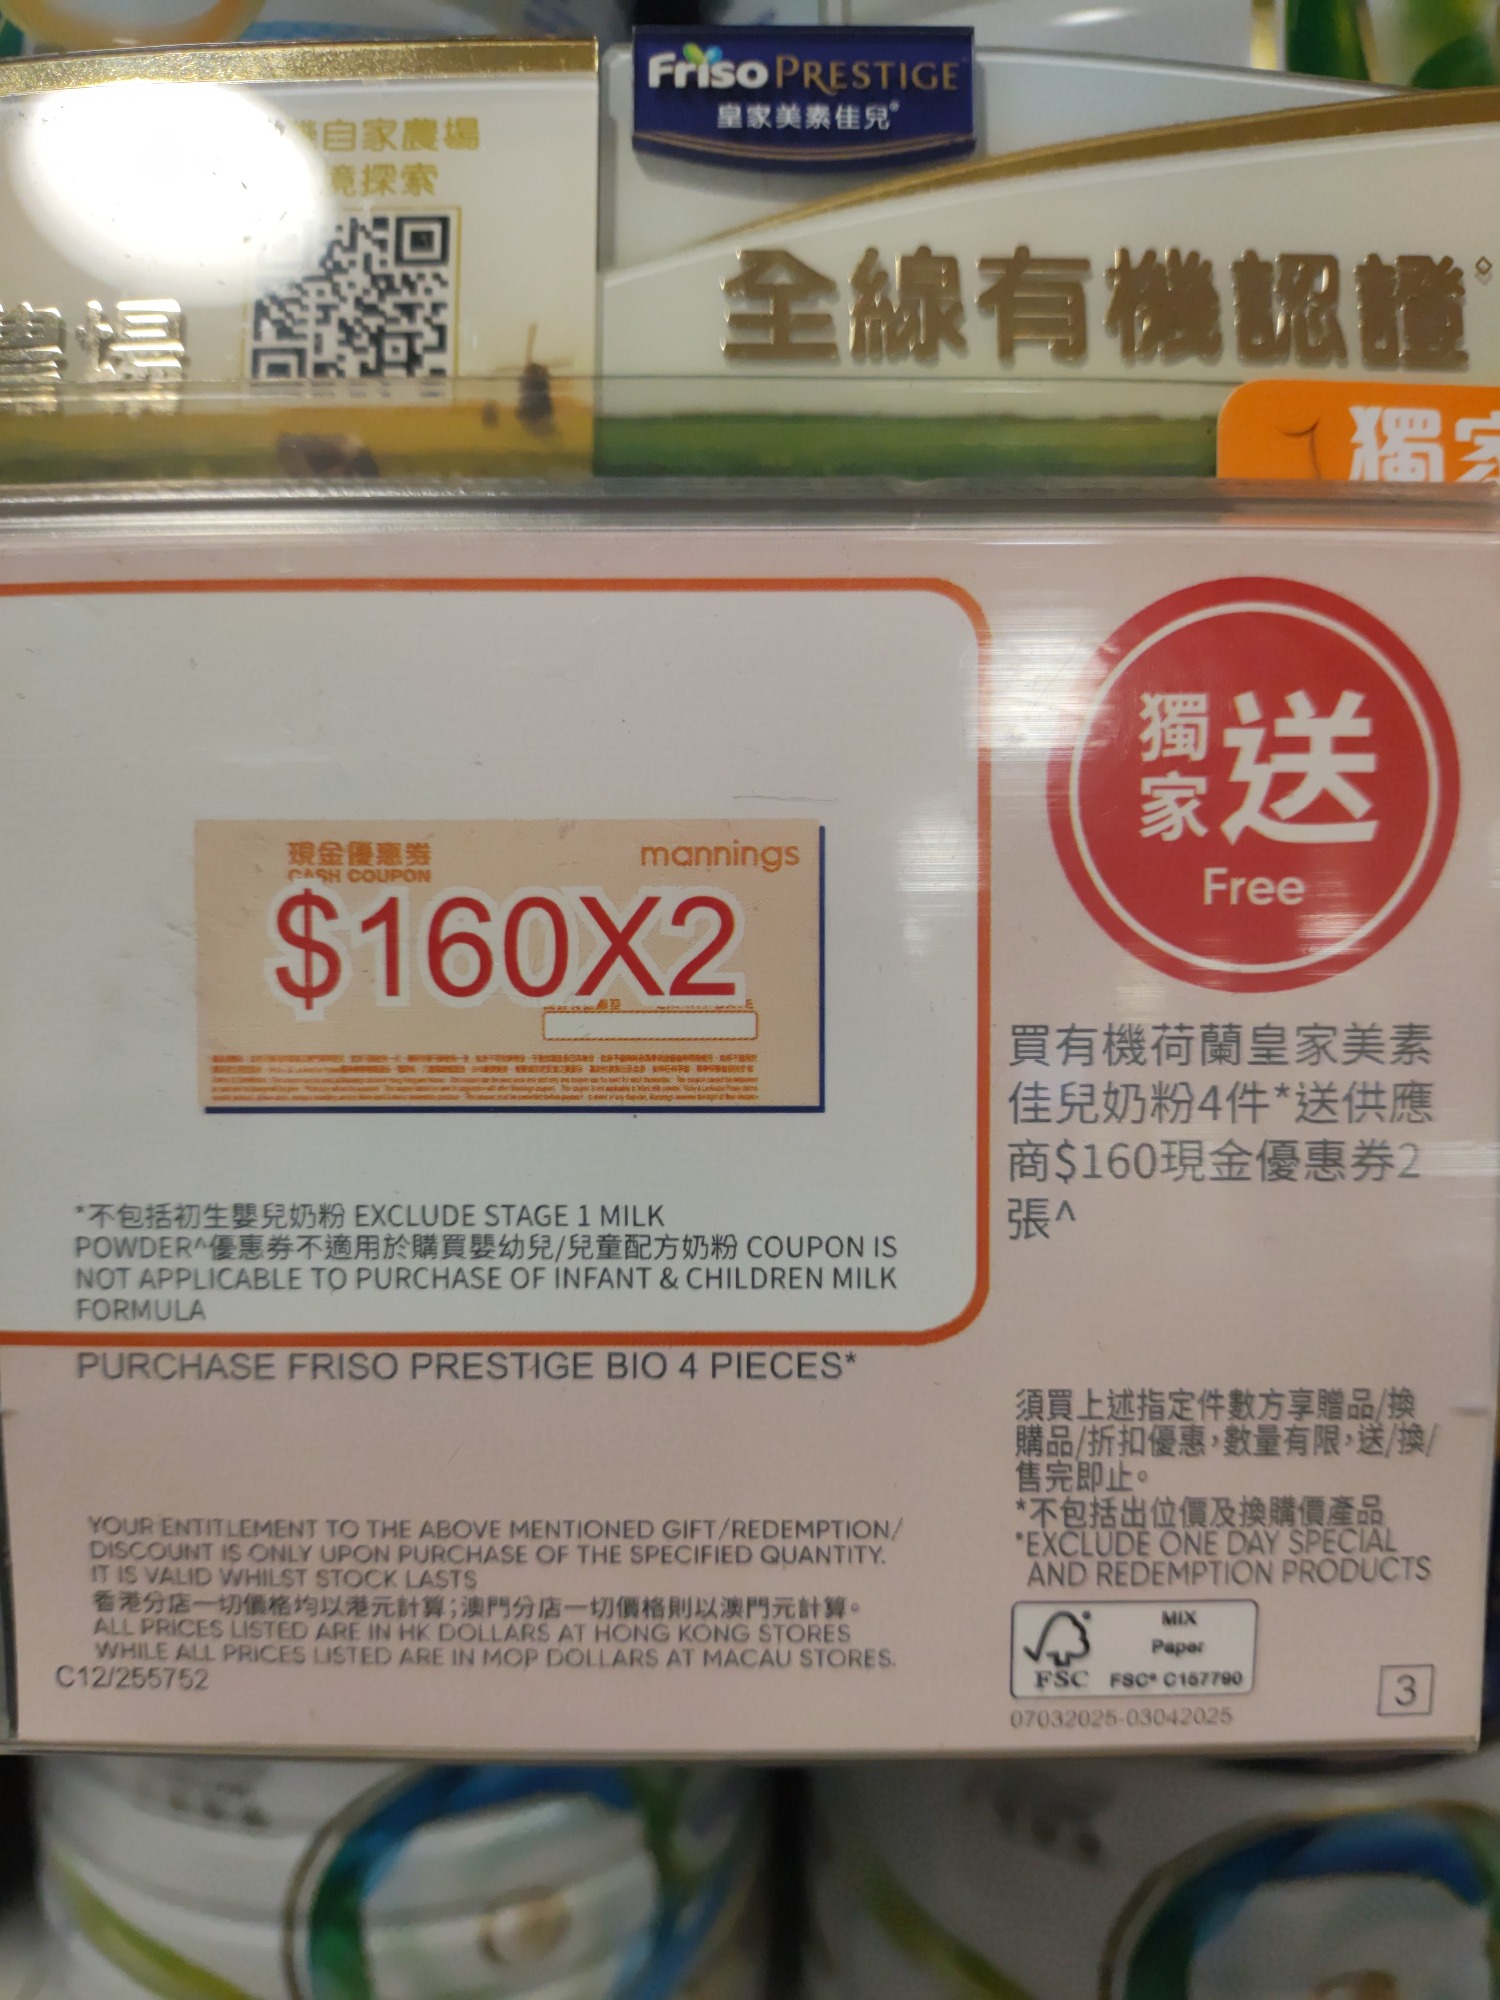 自家農場
探索
Friso PRESTIGE
皇家美素佳兒®
全線有機認證◇
獨家
獨家送
Free
現金優惠券
mannings
CASH COUPON
$160X2
買有機荷蘭皇家美素
佳兒奶粉4件*送供應
商$160現金優惠券2
張^
*不包括初生嬰兒奶粉 EXCLUDE STAGE 1 MILK
POWDER^優惠券不適用於購買嬰幼兒/兒童配方奶粉 COUPON IS
NOT APPLICABLE TO PURCHASE OF INFANT & CHILDREN MILK
FORMULA
PURCHASE FRISO PRESTIGE BIO 4 PIECES*
須買上述指定件數方享贈品/換
購品/折扣優惠,數量有限,送/換/
售完即止。
*不包括出位價及換購價產品
*EXCLUDE ONE DAY SPECIAL
AND REDEMPTION PRODUCTS
YOUR ENTITLEMENT TO THE ABOVE MENTIONED GIFT/REDEMPTION/
DISCOUNT IS ONLY UPON PURCHASE OF THE SPECIFIED QUANTITY.
IT IS VALID WHILST STOCK LASTS
香港分店一切價格均以港元計算;澳門分店一切價格則以澳門元計算。
ALL PRICES LISTED ARE IN HK DOLLARS AT HONG KONG STORES
WHILE ALL PRICES LISTED ARE IN MOP DOLLARS AT MACAU STORES.
C12/255752
MIX
Paper
FSC
FSC® C157790
07032025-03042025
3